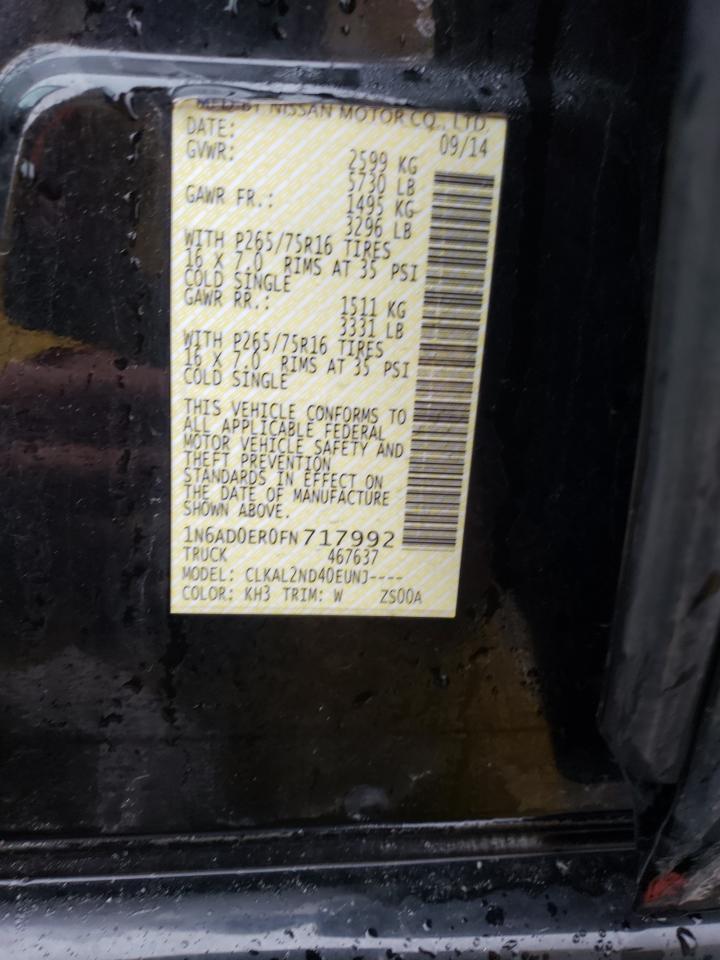 MFD BY NISSAN MOTOR CO., LTD.
DATE: 09/14
GVWR: 2599 KG
5730 LB
GAWR FR.: 1495 KG
3296 LB
WITH P265/75R16 TIRES
16 X 7.0 RIMS AT 35 PSI
COLD SINGLE
GAWR RR.: 1511 KG
3331 LB
WITH P265/75R16 TIRES
16 X 7.0 RIMS AT 35 PSI
COLD SINGLE
THIS VEHICLE CONFORMS TO
ALL APPLICABLE FEDERAL
MOTOR VEHICLE SAFETY AND
THEFT PREVENTION
STANDARDS IN EFFECT ON
THE DATE OF MANUFACTURE
SHOWN ABOVE.
1N6AD0ER0FN717992
TRUCK 467637
MODEL: CLKAL2ND40EUNJ----
COLOR: KH3 TRIM: W ZS00A